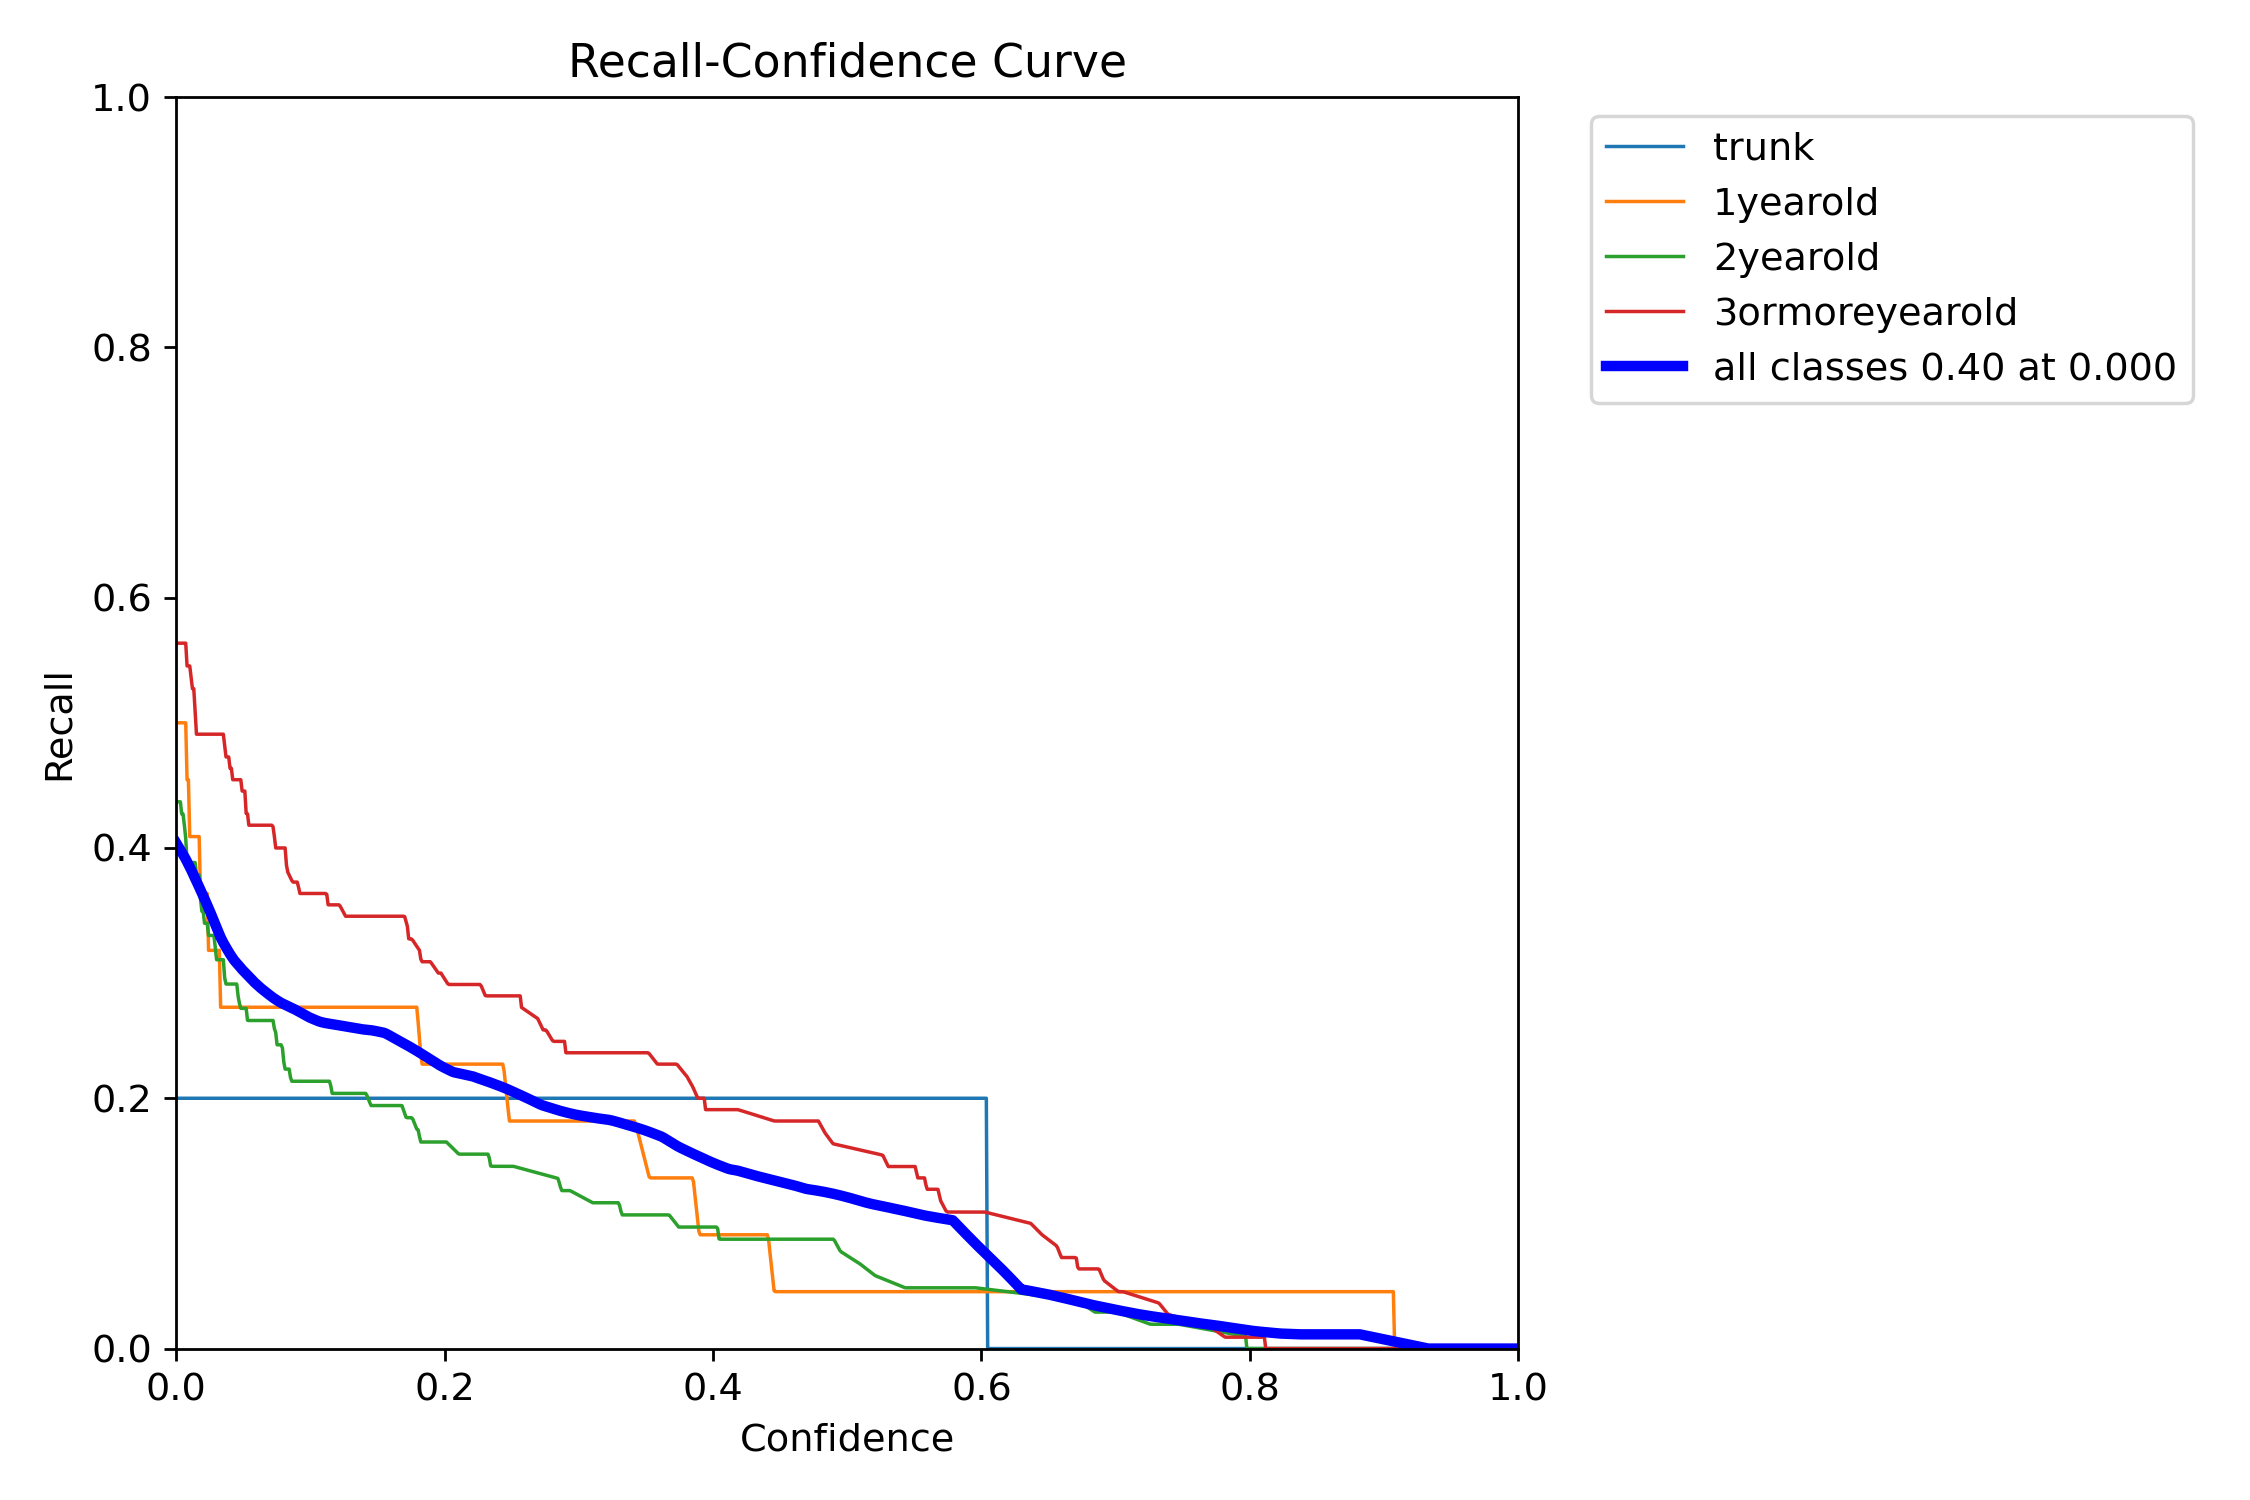 Recall-Confidence Curve
1.0
0.8
0.6
0.4
0.2
0.0
Recall
0.0 0.2 0.4 0.6 0.8 1.0
Confidence
trunk
1yearold
2yearold
3ormoreyearold
all classes 0.40 at 0.000